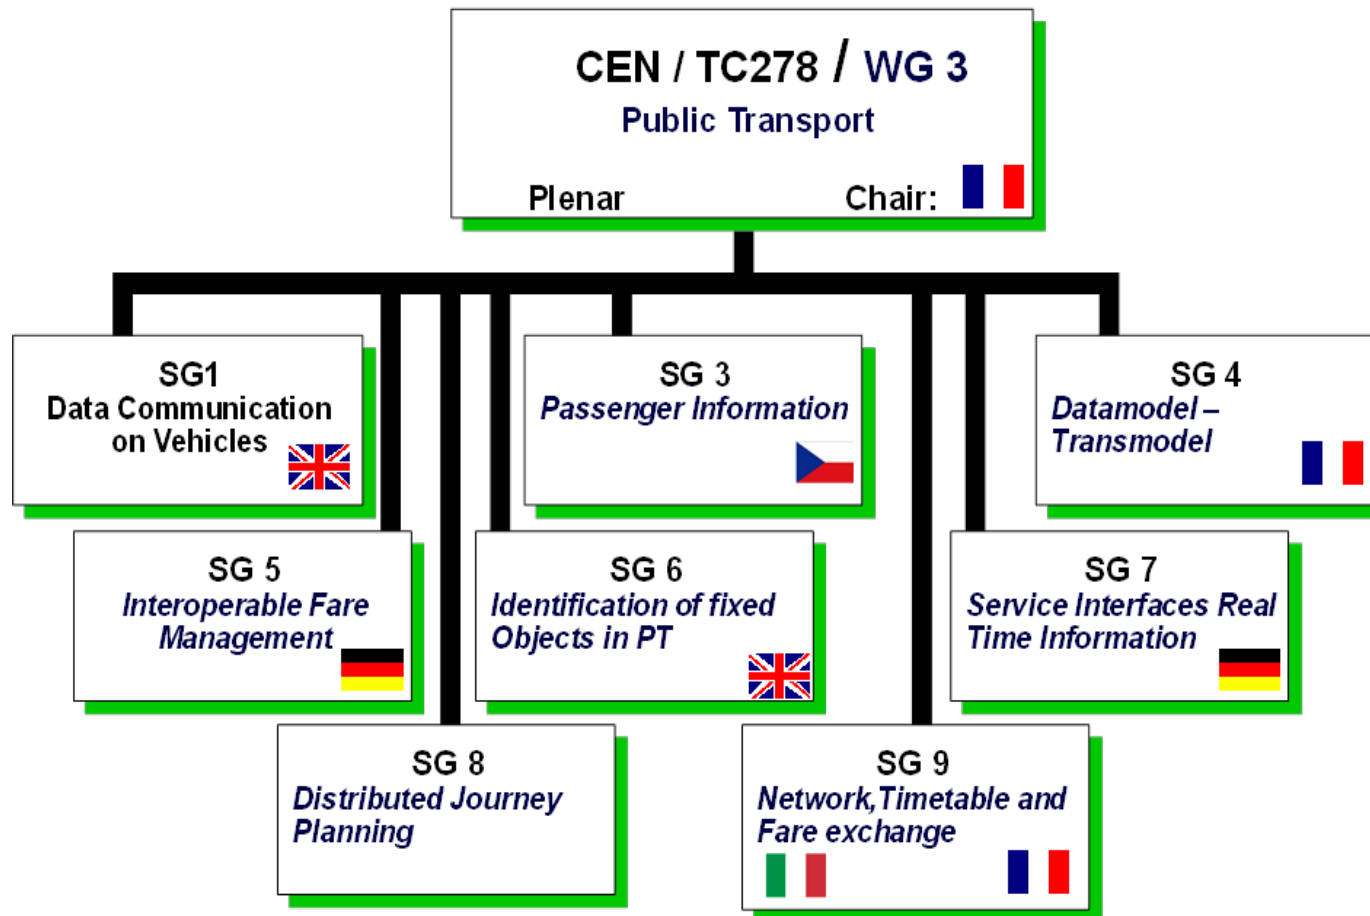 CEN / TC278 / WG 3
Public Transport
Plenar Chair:
SG1
Data Communication
on Vehicles
SG 3
Passenger Information
SG 4
Datamodel –
Transmodel
SG 5
Interoperable Fare
Management
SG 6
Identification of fixed
Objects in PT
SG 7
Service Interfaces Real
Time Information
SG 8
Distributed Journey
Planning
SG 9
Network,Timetable and
Fare exchange